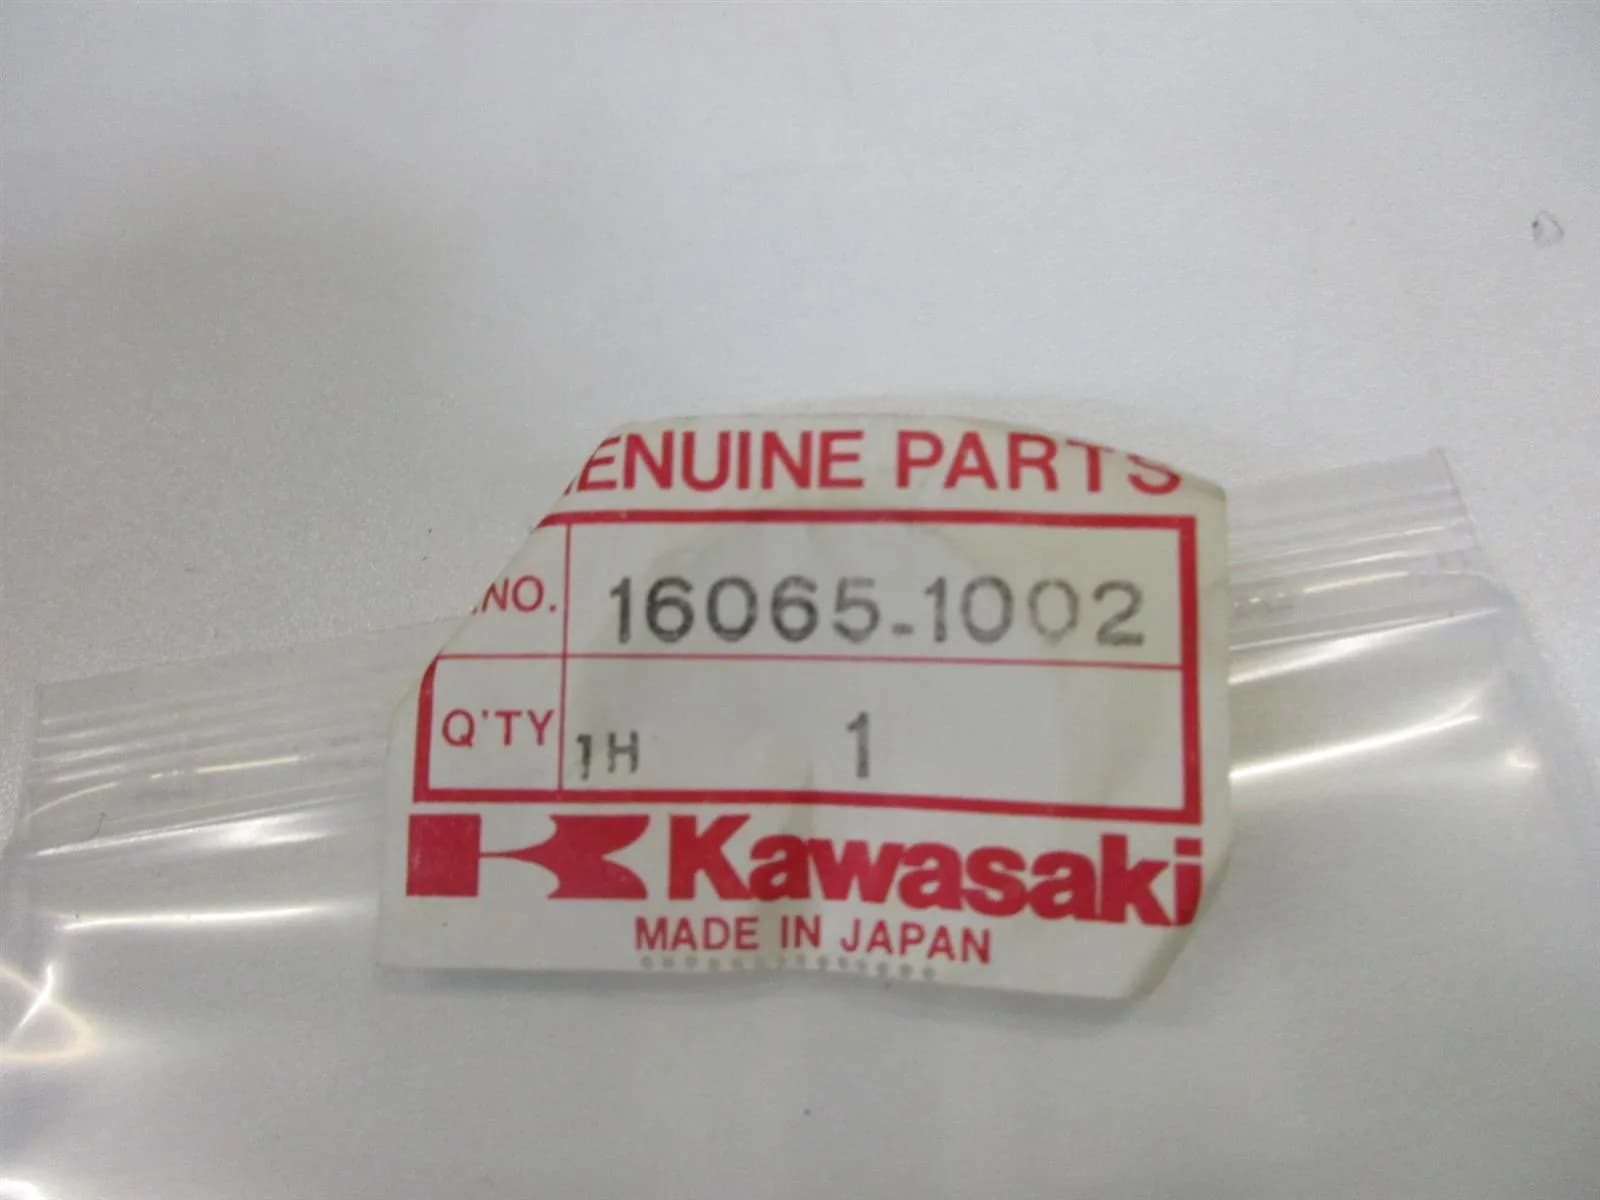 ENUINE PARTS
.NO. 16065-1002
Q'TY 1H 1
Kawasaki
MADE IN JAPAN